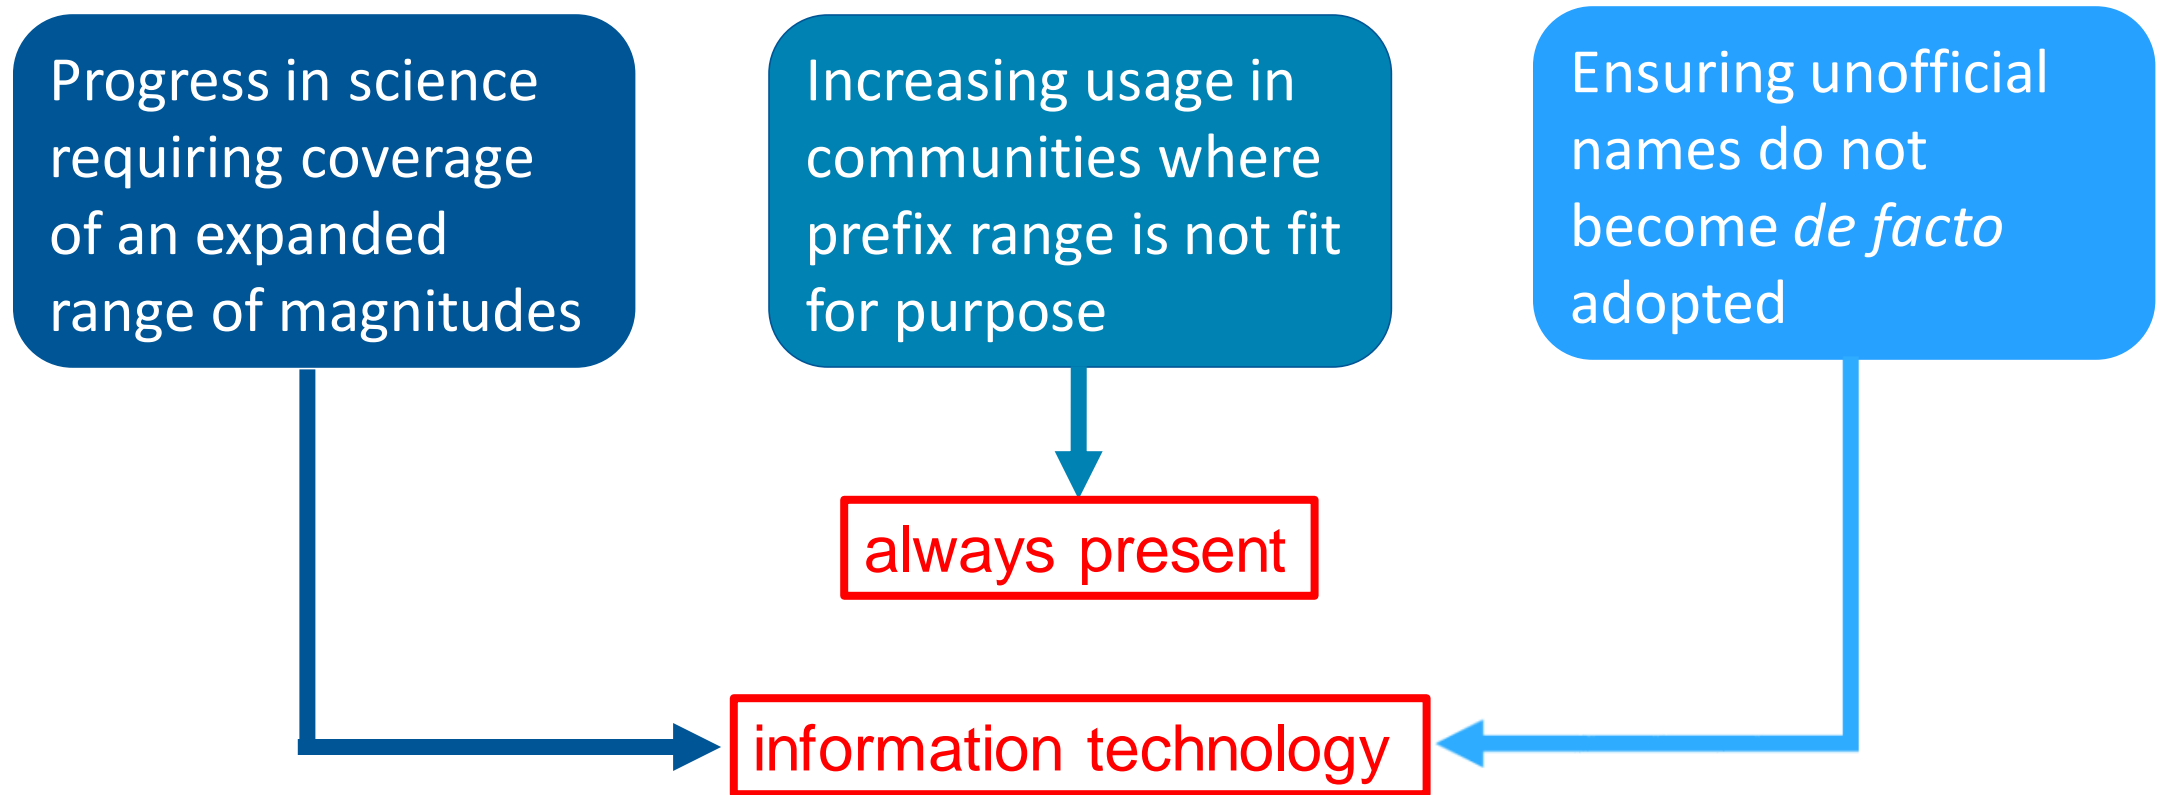 Progress in science
requiring coverage
of an expanded
range of magnitudes
Increasing usage in
communities where
prefix range is not fit
for purpose
Ensuring unofficial
names do not
become de facto
adopted
always present
information technology